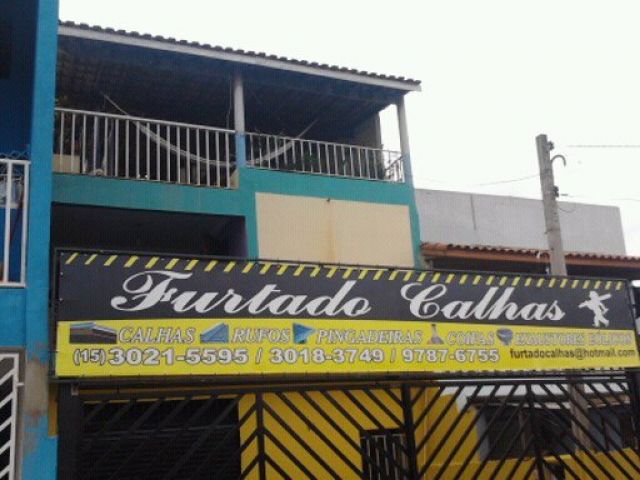 Furtado Calhas
CALHAS RUFOS PINGADEIRAS COIFAS EXAUSTORES EÓLICOS
(15) 3021-5595 / 3018-3749 / 9787-6755 furtadocalhas@hotmail.com